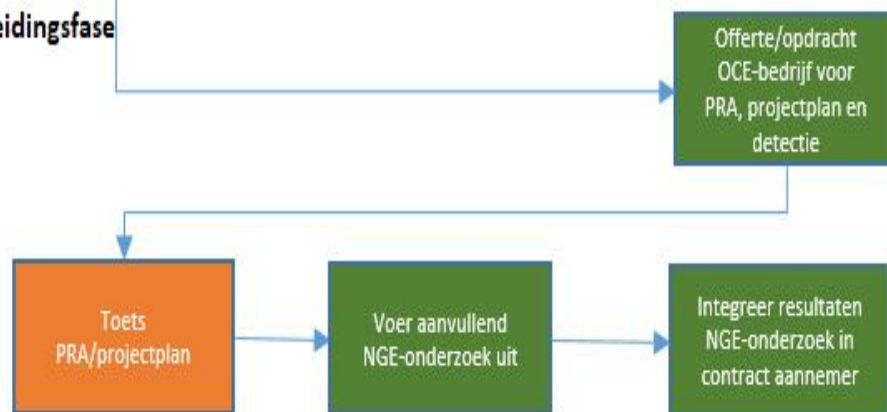 eidingsfase
Offerte/opdracht
OCE-bedrijf voor
PRA, projectplan en
detectie
Toets
PRA/projectplan
Voer aanvullend
NGE-onderzoek uit
Integreer resultaten
NGE-onderzoek in
contract aannemer